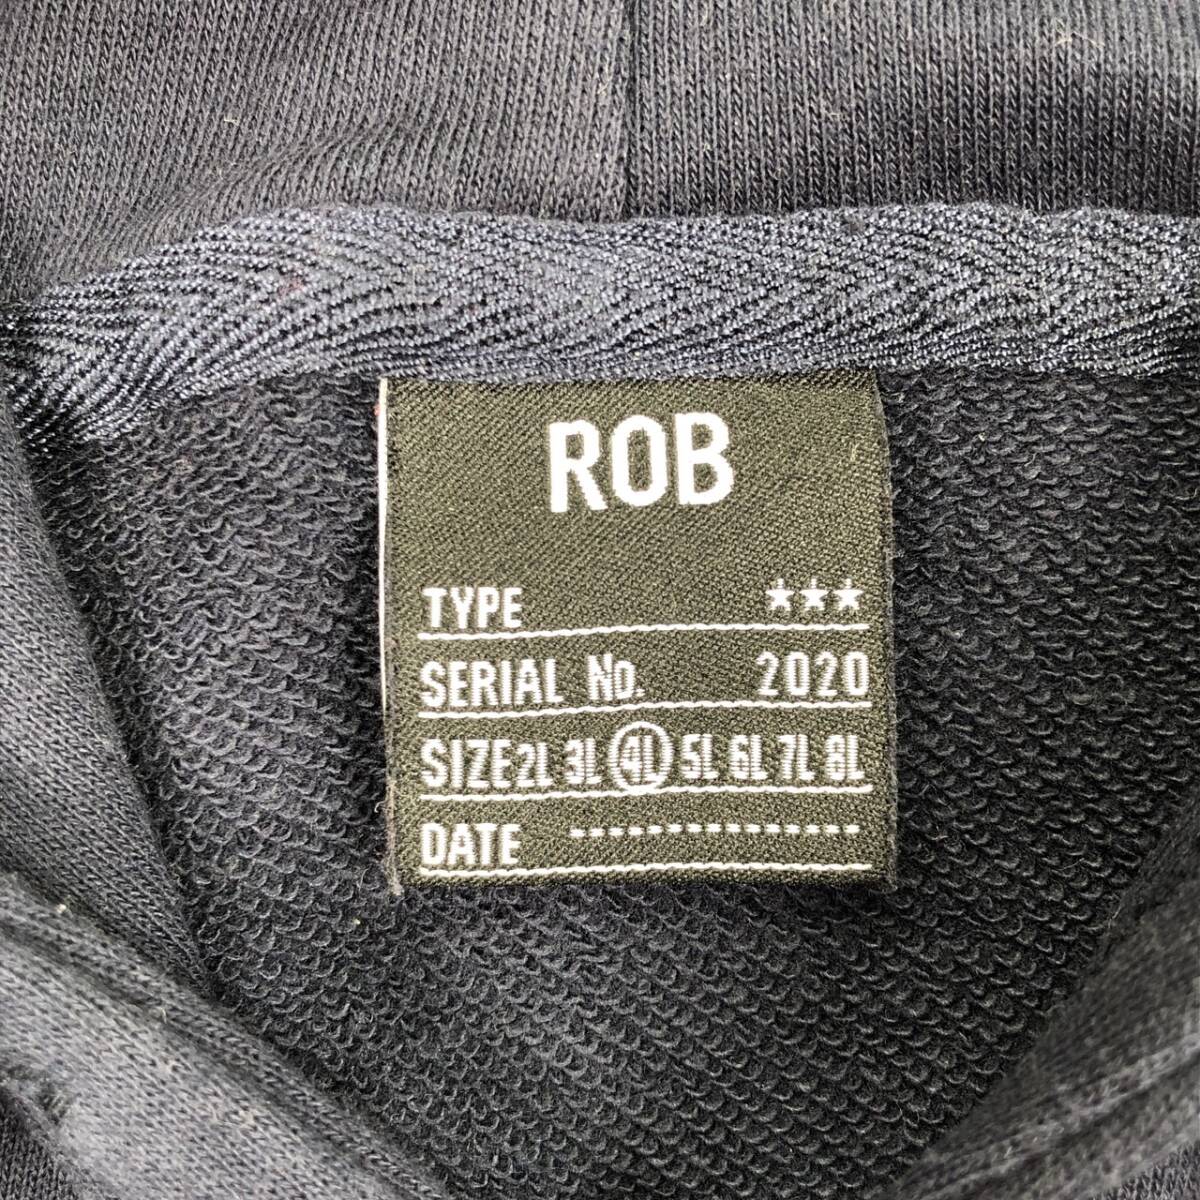 ROB
TYPE ★★★
SERIAL No. 2020
SIZE 2L 3L 4L 5L 6L 7L 8L
DATE ---------------